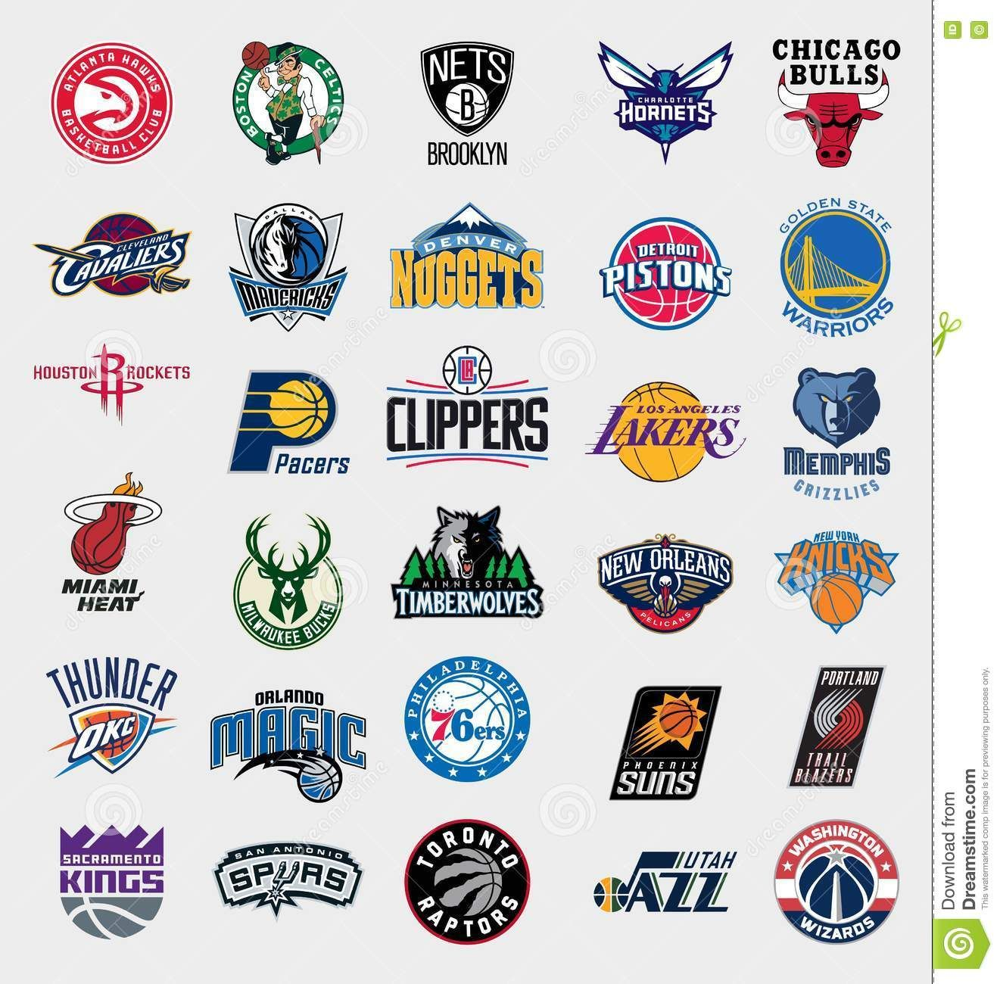 ATLANTA HAWKS
BASKETBALL CLUB
BOSTON CELTICS
NETS
B
BROOKLYN
CHARLOTTE
HORNETS
CHICAGO
BULLS
CLEVELAND
CAVALIERS
DALLAS
MAVERICKS
DENVER
NUGGETS
DETROIT
PISTONS
GOLDEN STATE
WARRIORS
HOUSTON R ROCKETS
Pacers
LA
CLIPPERS
LOS ANGELES
LAKERS
MEMPHIS
GRIZZLIES
MIAMI
HEAT
MILWAUKEE BUCKS
MINNESOTA
TIMBERWOLVES
NEW ORLEANS
PELICANS
NEW YORK
KNICKS
THUNDER
OKC
ORLANDO
MAGIC
PHILADELPHIA
76ers
PHOENIX
SUNS
PORTLAND
TRAIL
BLAZERS
SACRAMENTO
KINGS
SAN ANTONIO
SPURS
TORONTO
RAPTORS
UTAH
JAZZ
WASHINGTON
WIZARDS
dreamstime
ID
©
Download from
Dreamstime.com
This watermarked comp image is for previewing purposes only.